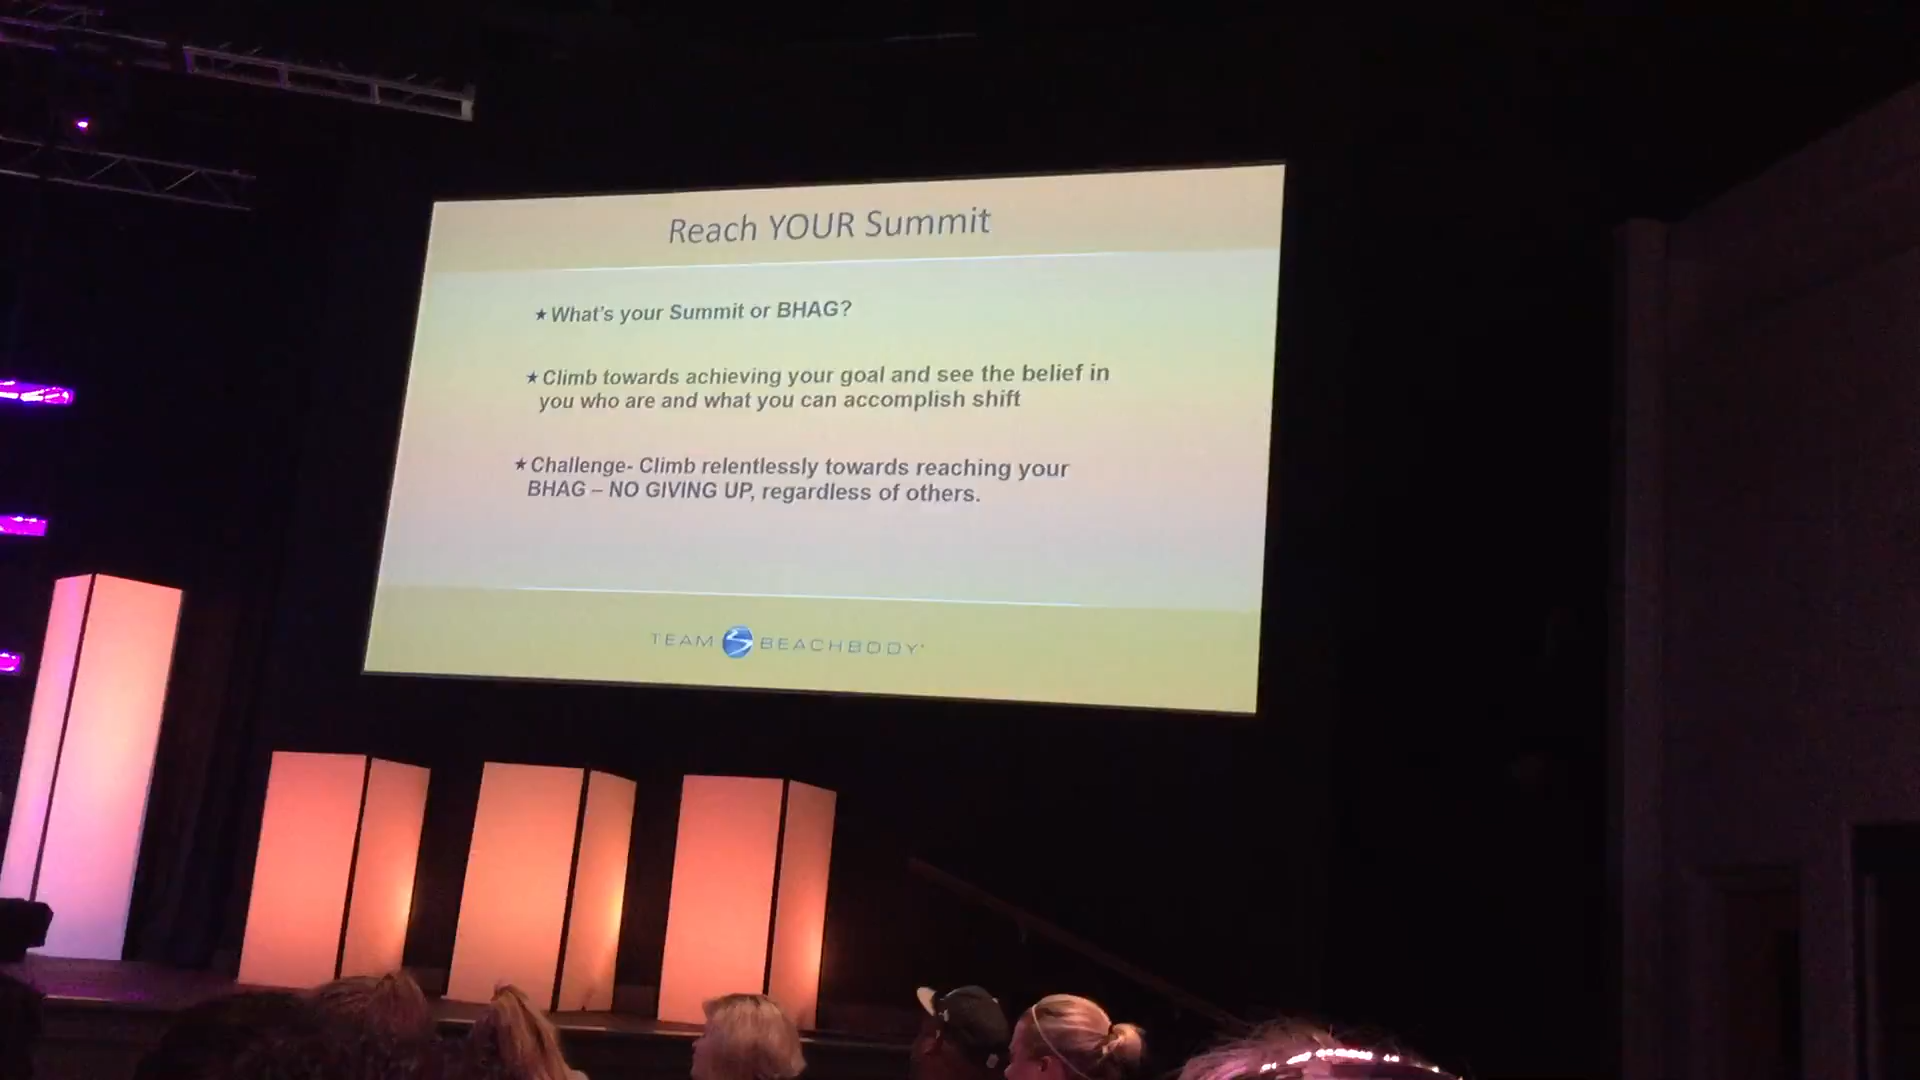 Reach YOUR Summit
★ What's your Summit or BHAG?
★ Climb towards achieving your goal and see the belief in
you who are and what you can accomplish shift
★ Challenge- Climb relentlessly towards reaching your
BHAG – NO GIVING UP, regardless of others.
TEAM BEACHBODY